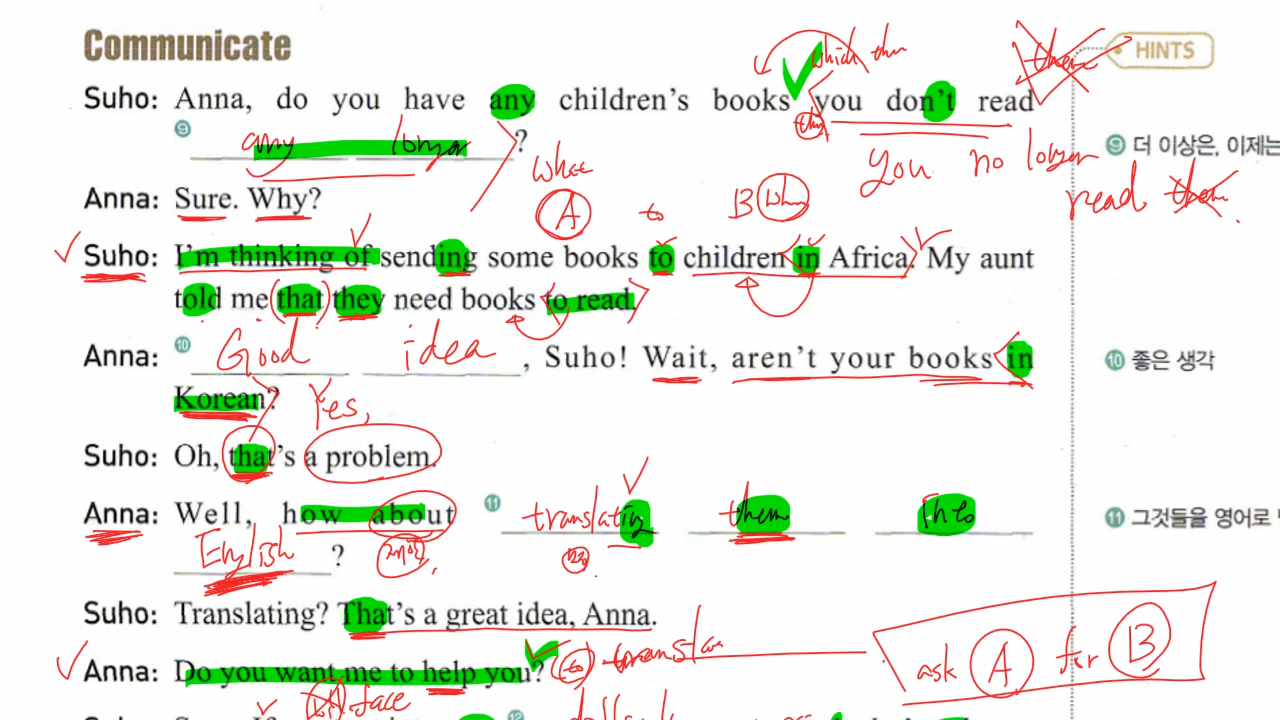 Communicate
HINTS
which
them
Suho: Anna, do you have any children's books you don't read
any longer ?
you no longer
read them.
⑨ 더 이상은, 이제는
Anna: Sure. Why?
A to B
Suho: I'm thinking of sending some books to children in Africa. My aunt
told me that they need books to read.
Anna: ⑩ Good idea, Suho! Wait, aren't your books in
⑩ 좋은 생각
Korean?
Yes,
Suho: Oh, that's a problem.
Anna: Well, how about ⑪ translating them into
⑪ 그것들을 영어로
English ?
Suho: Translating? That's a great idea, Anna.
ask A for B
Anna: Do you want me to help you?
face